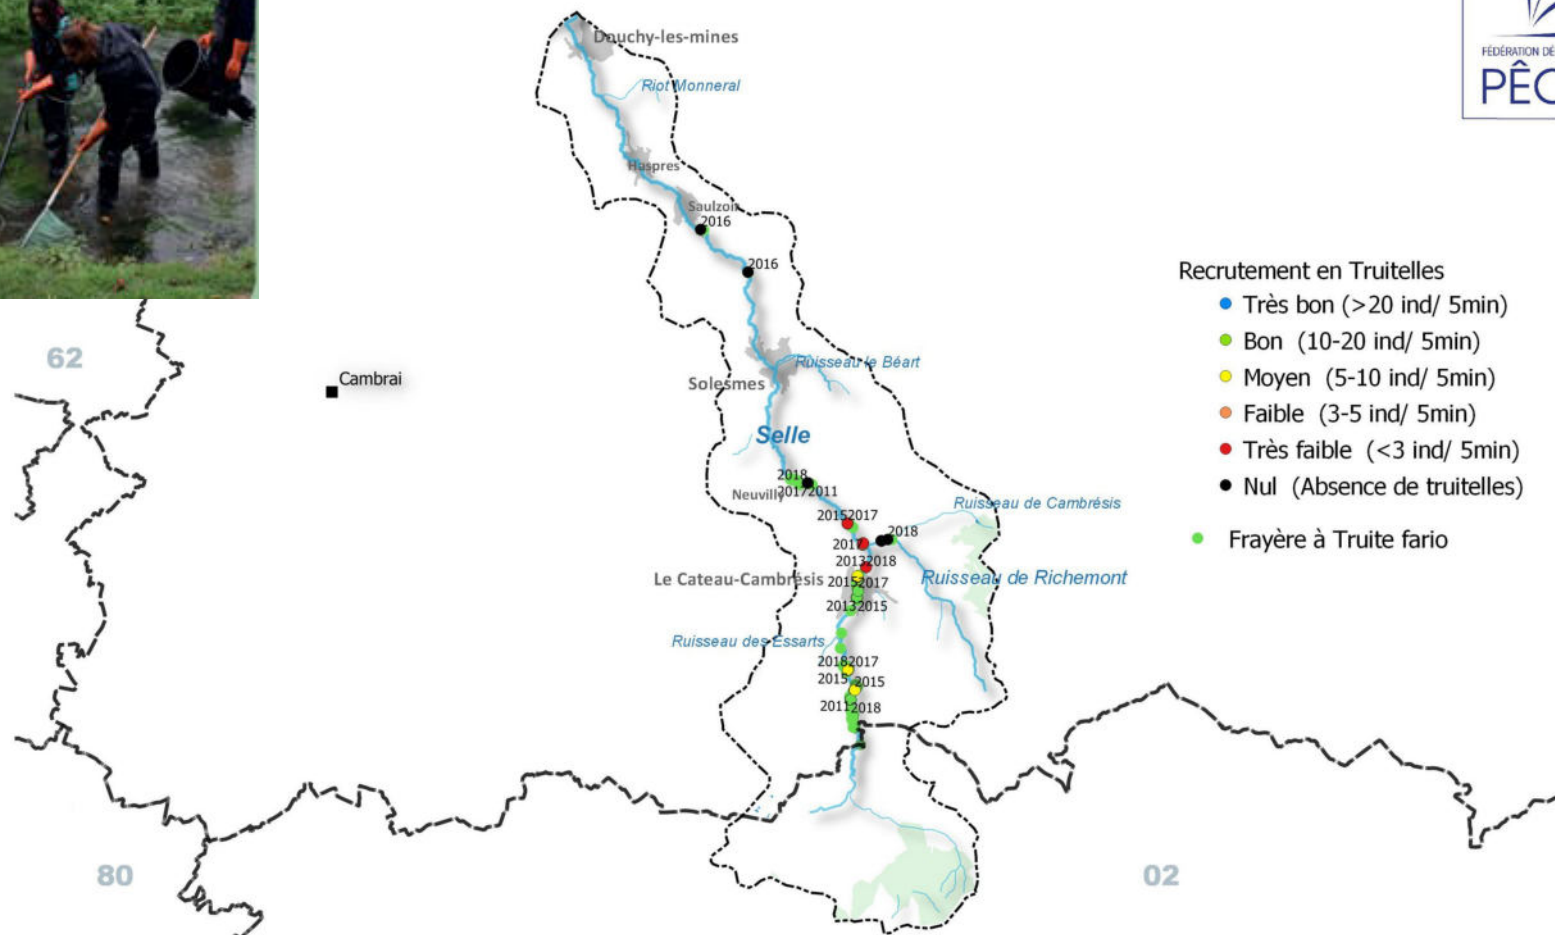 Douchy-les-mines
Riot Monneral
Haspres
Saulzoir
2016
2016
Ruisseau le Béart
Solesmes
Selle
2018
Neuvilly
2017 2011
2015 2017
2017
2018
2013 2018
Le Cateau-Cambrésis
2015 2017
2013 2015
Ruisseau de Cambrésis
Ruisseau de Richemont
Ruisseau des Essarts
2018 2017
2015 2015
2011 2018
62
Cambrai
80
02
FÉDÉRATION DE
Recrutement en Truitelles
Très bon (>20 ind/ 5min)
Bon (10-20 ind/ 5min)
Moyen (5-10 ind/ 5min)
Faible (3-5 ind/ 5min)
Très faible (<3 ind/ 5min)
Nul (Absence de truitelles)
Frayère à Truite fario